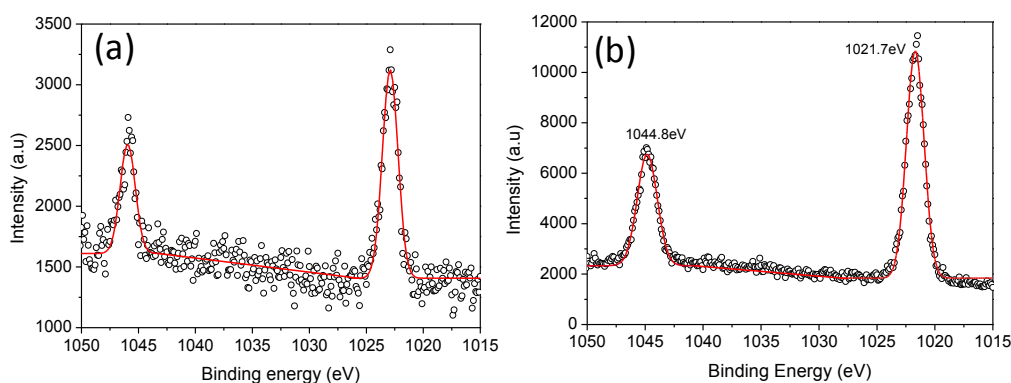 (a)
3500
3000
2500
2000
1500
1000
Intensity (a.u)
1050 1045 1040 1035 1030 1025 1020 1015
Binding energy (eV)
(b)
1021.7eV
1044.8eV
12000
10000
8000
6000
4000
2000
0
Intensity (a.u)
1050 1045 1040 1035 1030 1025 1020 1015
Binding Energy (eV)